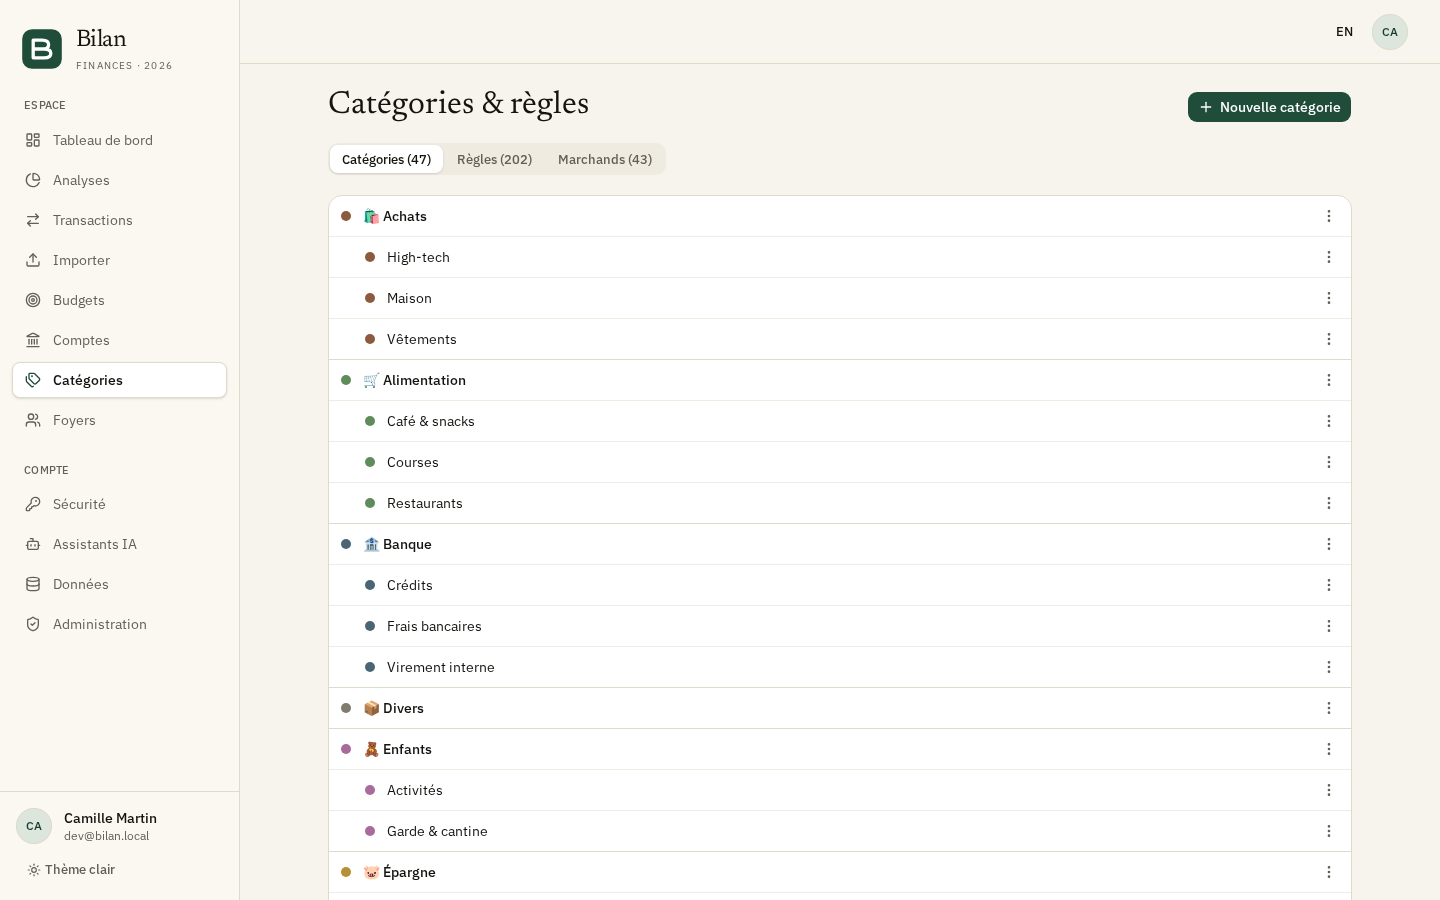 Bilan
FINANCES · 2026
ESPACE
Tableau de bord
Analyses
Transactions
Importer
Budgets
Comptes
Catégories
Foyers
COMPTE
Sécurité
Assistants IA
Données
Administration
CA
Camille Martin
dev@bilan.local
Thème clair
EN
CA
Catégories & règles
Nouvelle catégorie
Catégories (47)
Règles (202)
Marchands (43)
Achats
High-tech
Maison
Vêtements
Alimentation
Café & snacks
Courses
Restaurants
Banque
Crédits
Frais bancaires
Virement interne
Divers
Enfants
Activités
Garde & cantine
Épargne